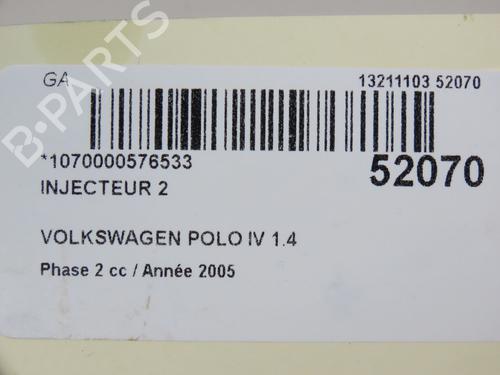 GA 13211103 52070
*1070000576533 52070
INJECTEUR 2
VOLKSWAGEN POLO IV 1.4
Phase 2 cc / Année 2005
B-PARTS